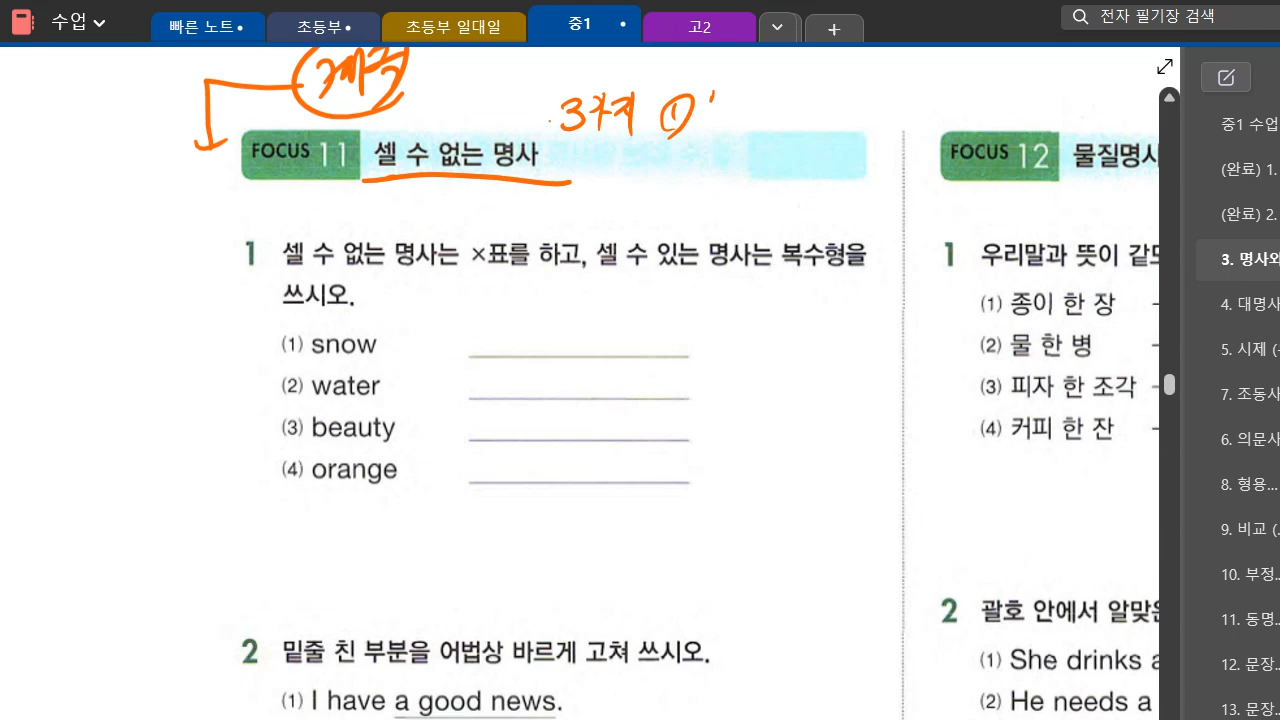 수업
빠른 노트
초등부
초등부 일대일
중1
고2
전자 필기장 검색
3가지 ①
FOCUS 11 셀 수 없는 명사
1 셀 수 없는 명사는 ×표를 하고, 셀 수 있는 명사는 복수형을
쓰시오.
(1) snow
(2) water
(3) beauty
(4) orange
2 밑줄 친 부분을 어법상 바르게 고쳐 쓰시오.
(1) I have a good news.
FOCUS 12 물질명사
1 우리말과 뜻이 같도
(1) 종이 한 장
(2) 물 한 병
(3) 피자 한 조각
(4) 커피 한 잔
2 괄호 안에서 알맞은
(1) She drinks a
(2) He needs a
중1 수업
(완료) 1.
(완료) 2.
3. 명사와
4. 대명사
5. 시제 (
7. 조동사
6. 의문사
8. 형용...
9. 비교 (.
10. 부정..
11. 동명..
12. 문장..
13. 문장..